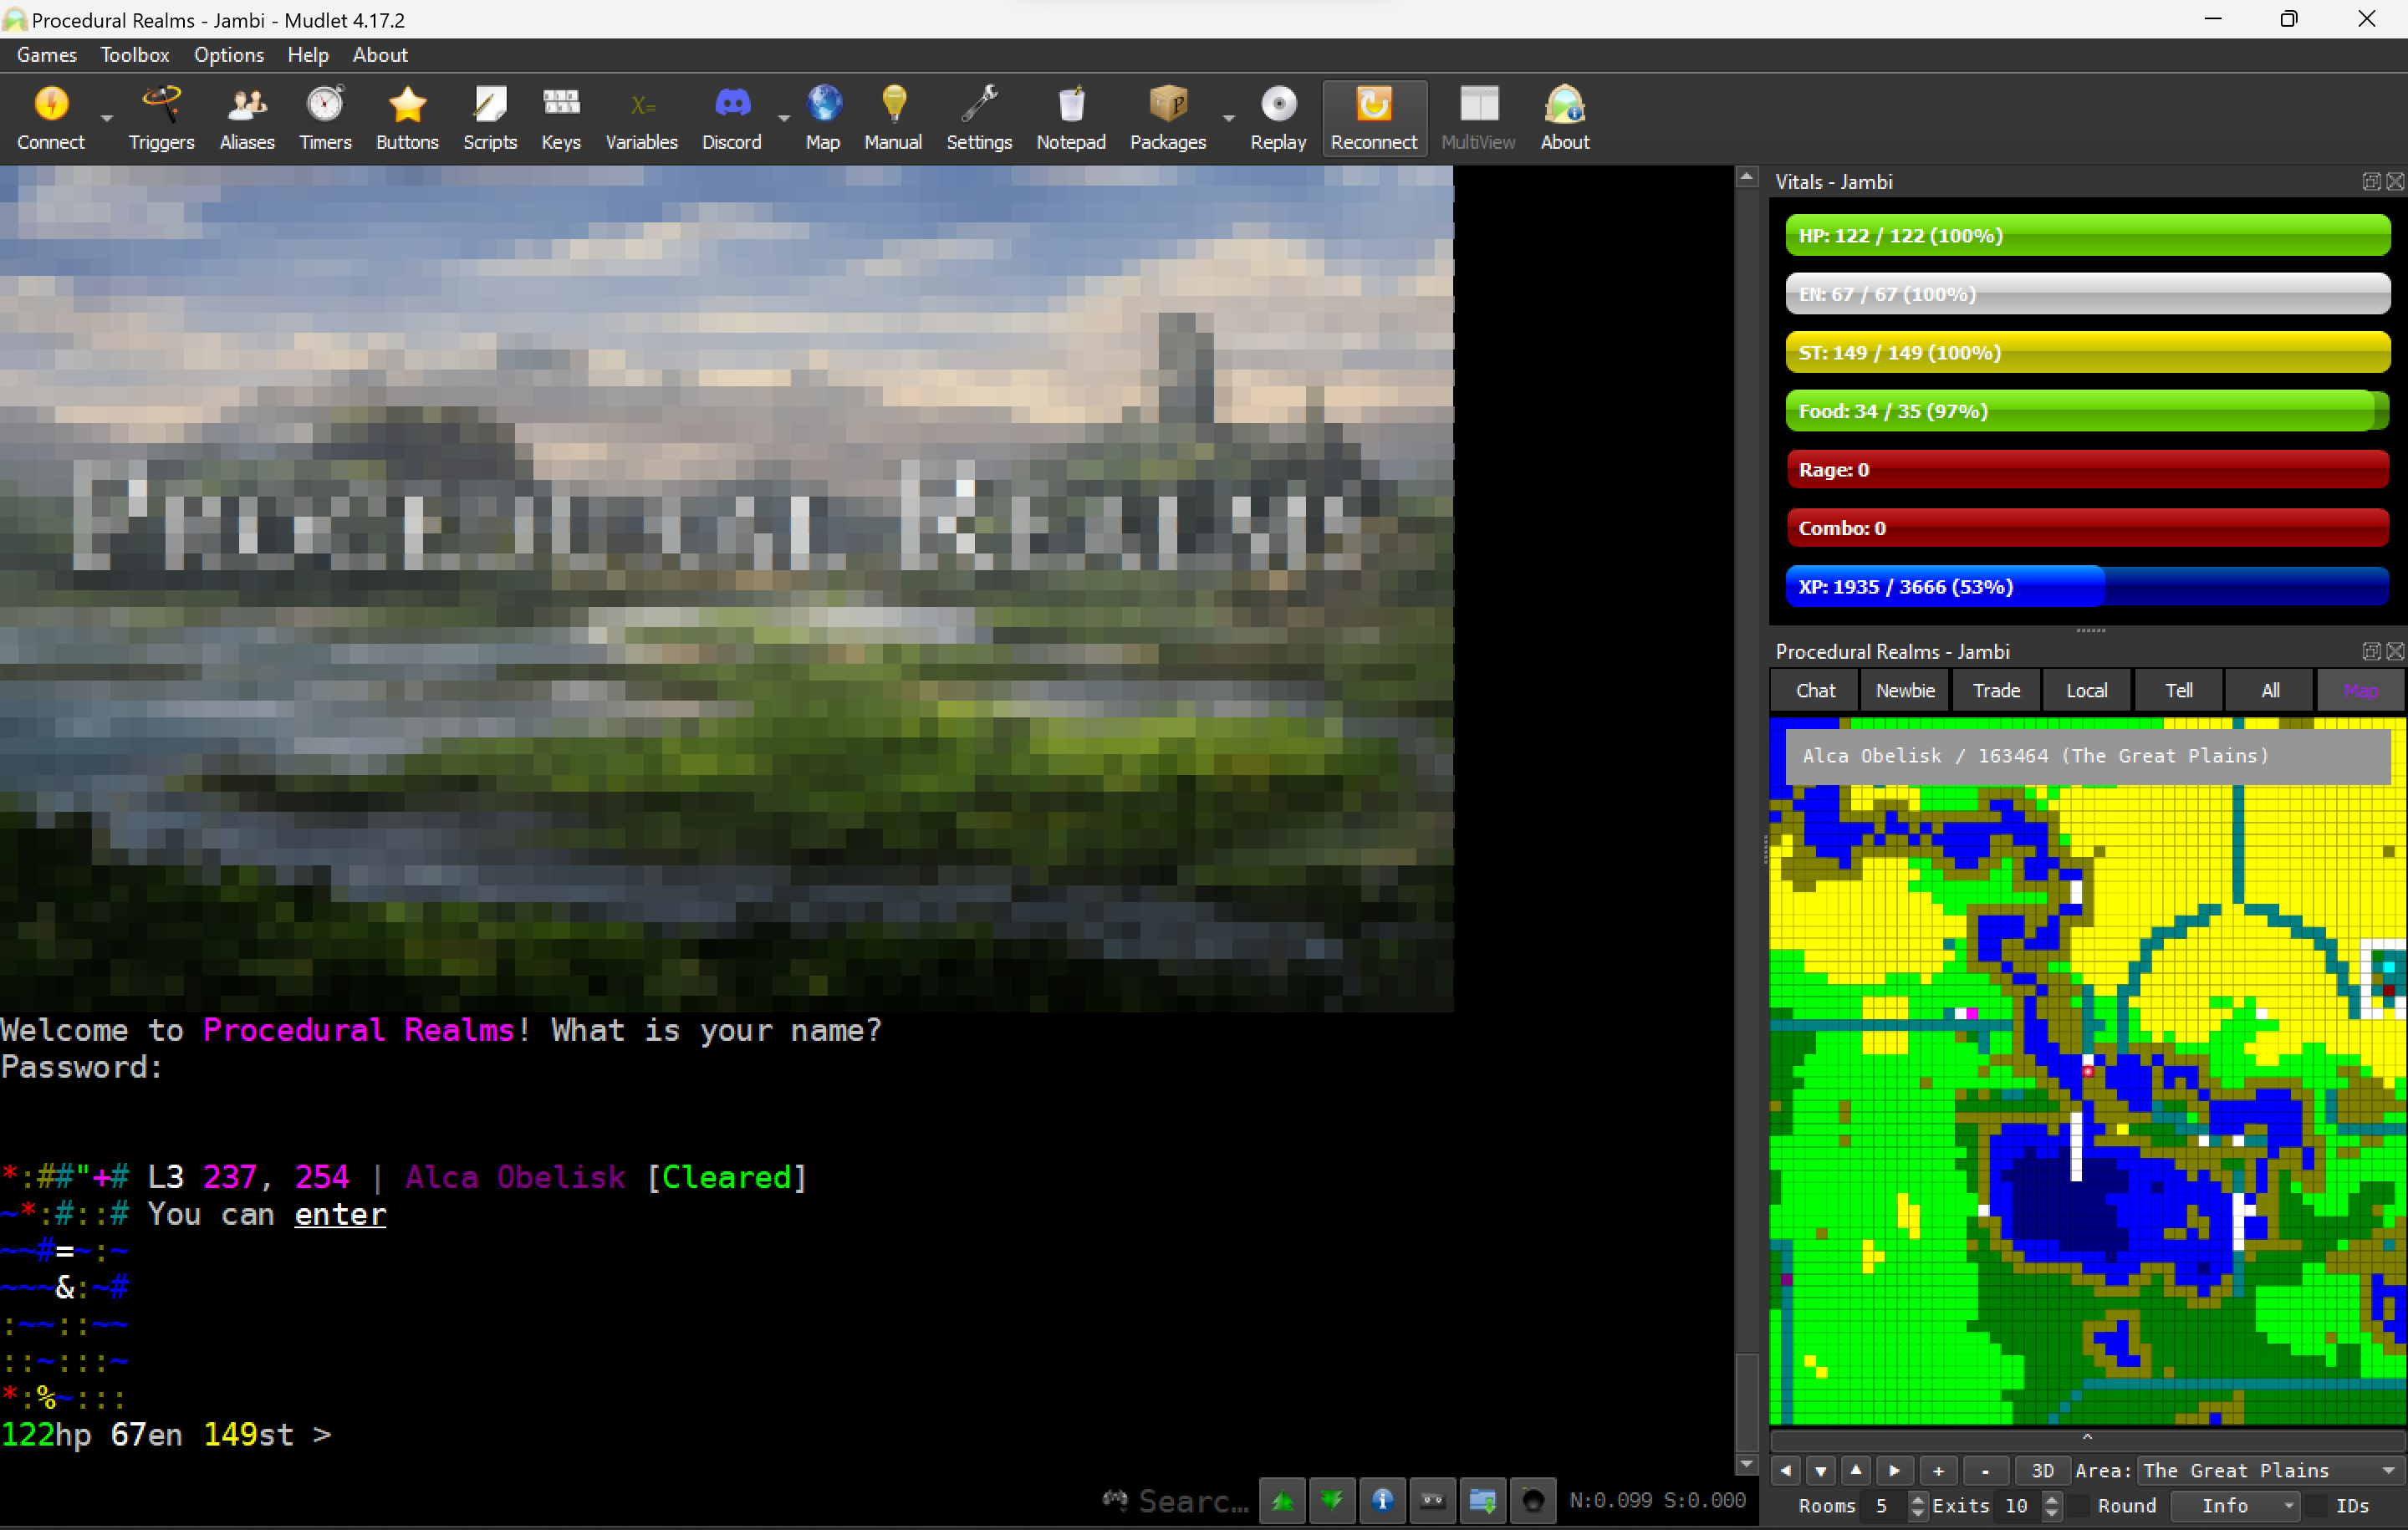 Procedural Realms - Jambi - Mudlet 4.17.2
Games Toolbox Options Help About
Connect Triggers Aliases Timers Buttons Scripts Keys Variables Discord Map Manual Settings Notepad Packages Replay Reconnect MultiView About
Procedural Realms
Welcome to Procedural Realms! What is your name?
Password:
*:##"+# L3 237, 254 | Alca Obelisk [Cleared]
~*:#::# You can enter
~~#=~:~
~~~&:~#
:~~::~~
::~:::~
*:%~:::
122hp 67en 149st >
Searc...
N:0.099 S:0.000
Vitals - Jambi
HP: 122 / 122 (100%)
EN: 67 / 67 (100%)
ST: 149 / 149 (100%)
Food: 34 / 35 (97%)
Rage: 0
Combo: 0
XP: 1935 / 3666 (53%)
Procedural Realms - Jambi
Chat Newbie Trade Local Tell All Map
Alca Obelisk / 163464 (The Great Plains)
^
+ - 3D Area: The Great Plains
Rooms 5 Exits 10 Round Info IDs